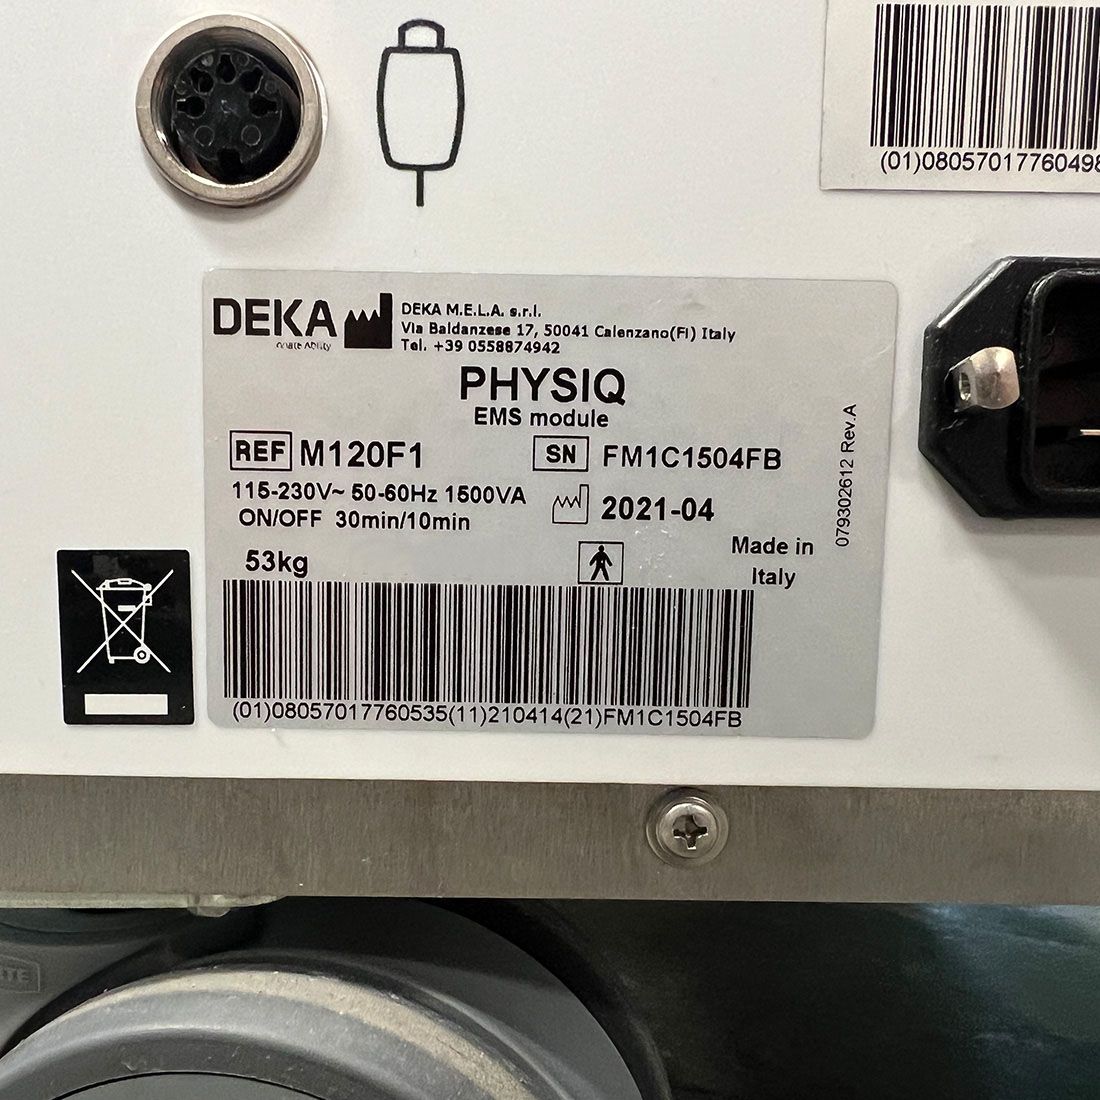 (01)0805701776049
DEKA
DEKA M.E.L.A. s.r.l.
Via Baldanzese 17, 50041 Calenzano(FI) Italy
Tel. +39 0558874942
PHYSIQ
EMS module
REF M120F1
SN FM1C1504FB
115-230V~ 50-60Hz 1500VA
2021-04
ON/OFF 30min/10min
53kg
Made in
Italy
079302612 Rev.A
(01)08057017760535(11)210414(21)FM1C1504FB